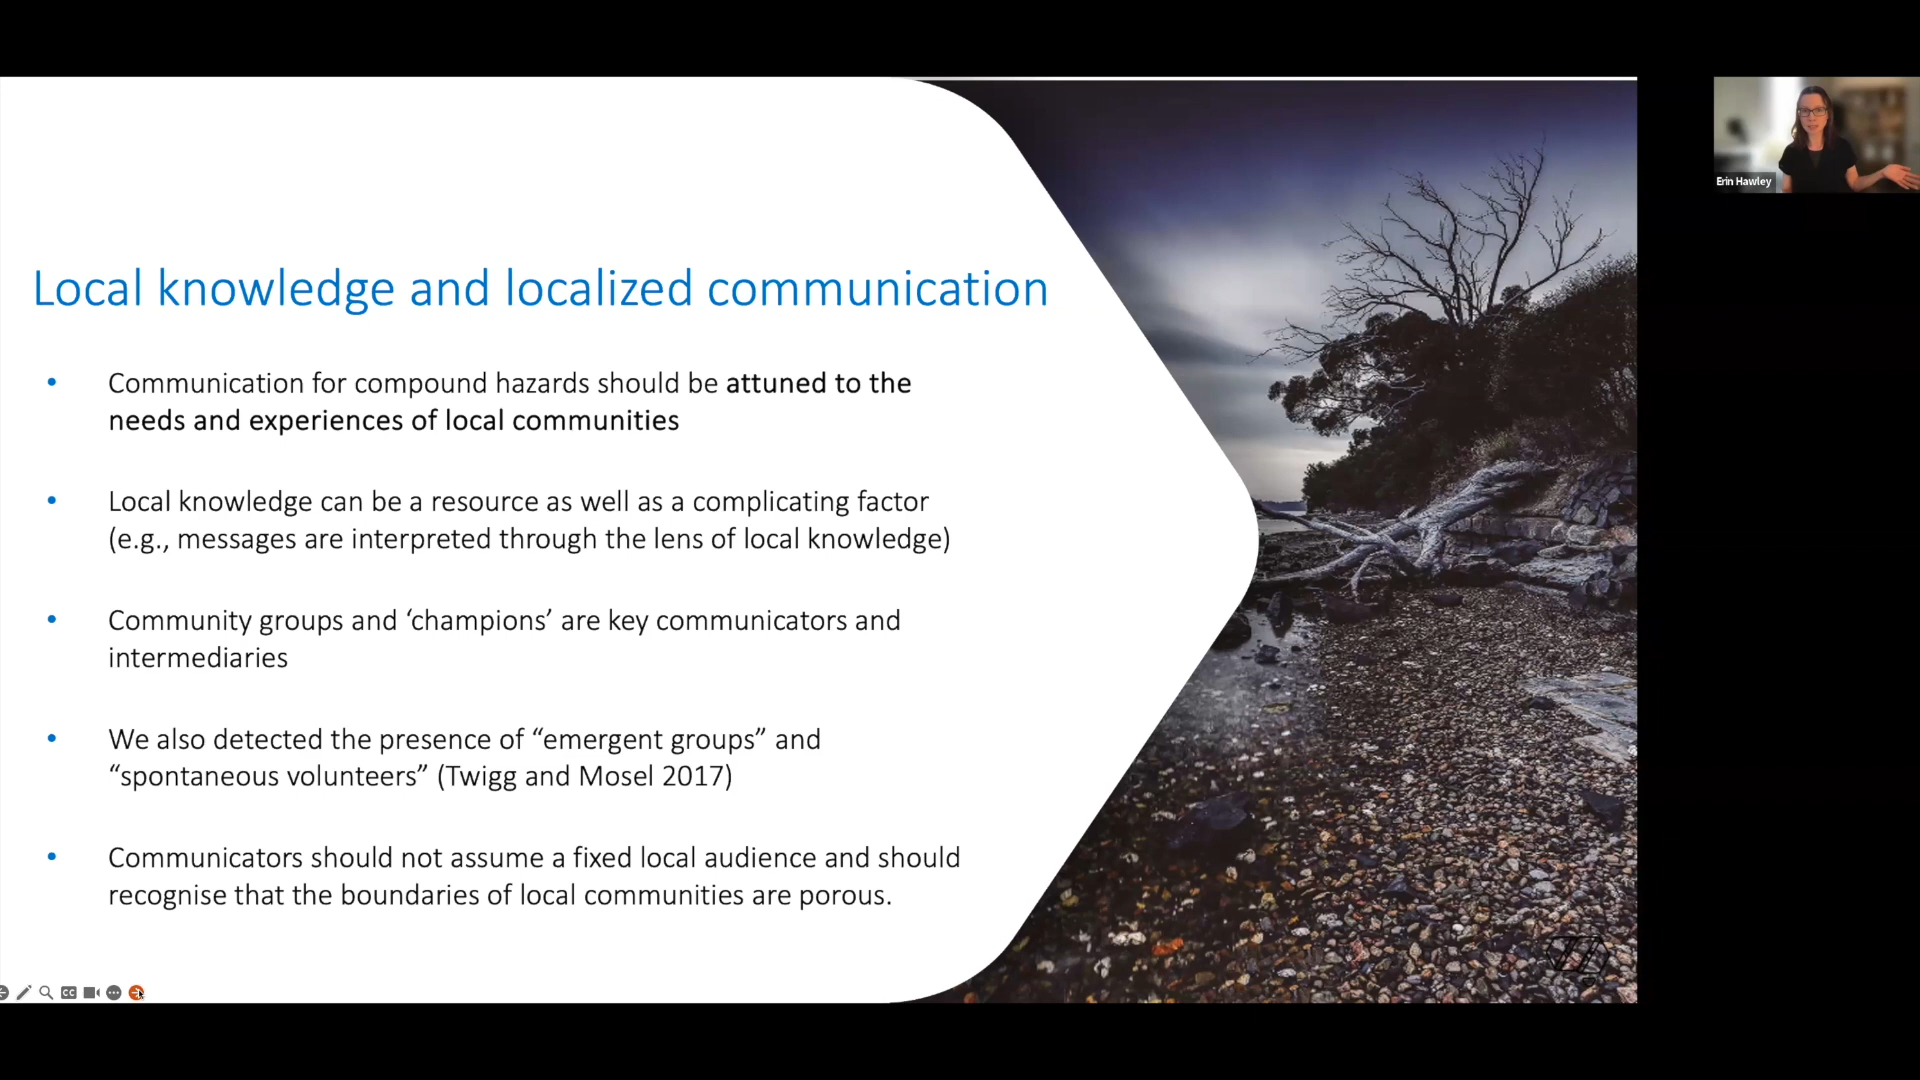 Erin Hawley
Local knowledge and localized communication
• Communication for compound hazards should be attuned to the
needs and experiences of local communities
• Local knowledge can be a resource as well as a complicating factor
(e.g., messages are interpreted through the lens of local knowledge)
• Community groups and ‘champions’ are key communicators and
intermediaries
• We also detected the presence of “emergent groups” and
“spontaneous volunteers” (Twigg and Mosel 2017)
• Communicators should not assume a fixed local audience and should
recognise that the boundaries of local communities are porous.
CC